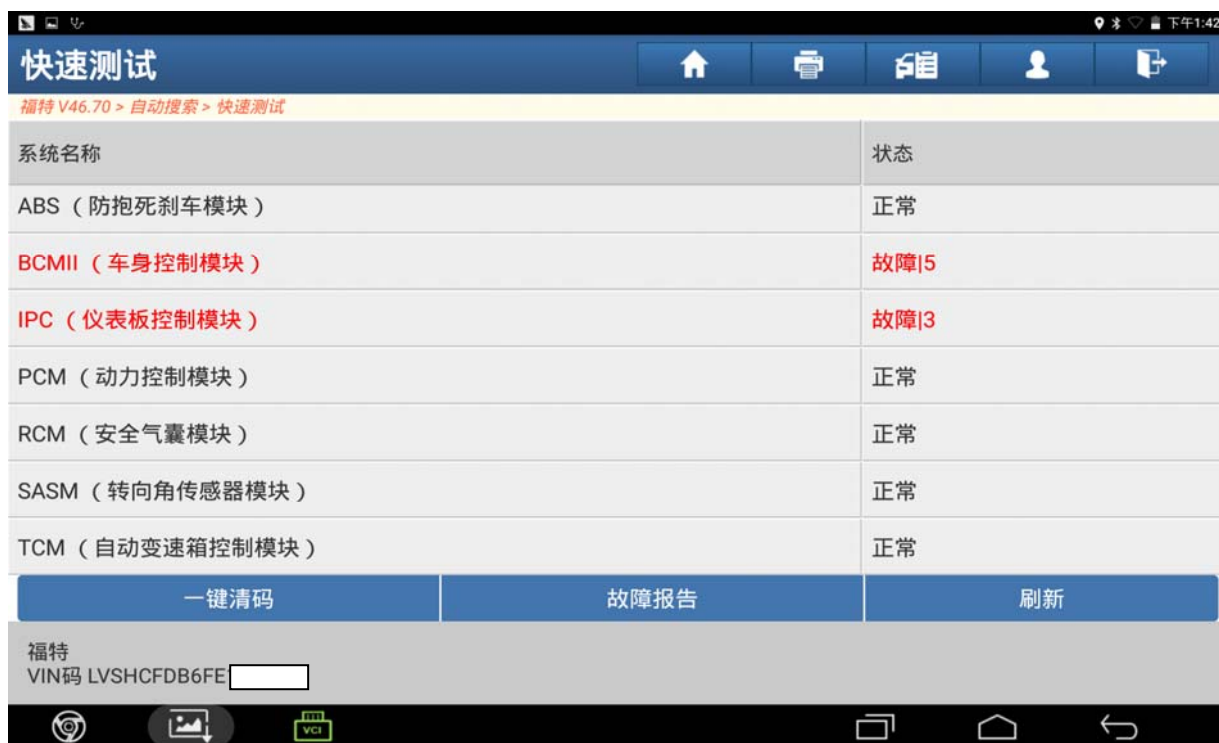 下午1:42
快速测试
福特 V46.70 > 自动搜索 > 快速测试
系统名称 状态
ABS （防抱死刹车模块） 正常
BCMII （车身控制模块） 故障|5
IPC （仪表板控制模块） 故障|3
PCM （动力控制模块） 正常
RCM （安全气囊模块） 正常
SASM （转向角传感器模块） 正常
TCM （自动变速箱控制模块） 正常
一键清码 故障报告 刷新
福特
VIN码 LVSHCFDB6FE
VCI